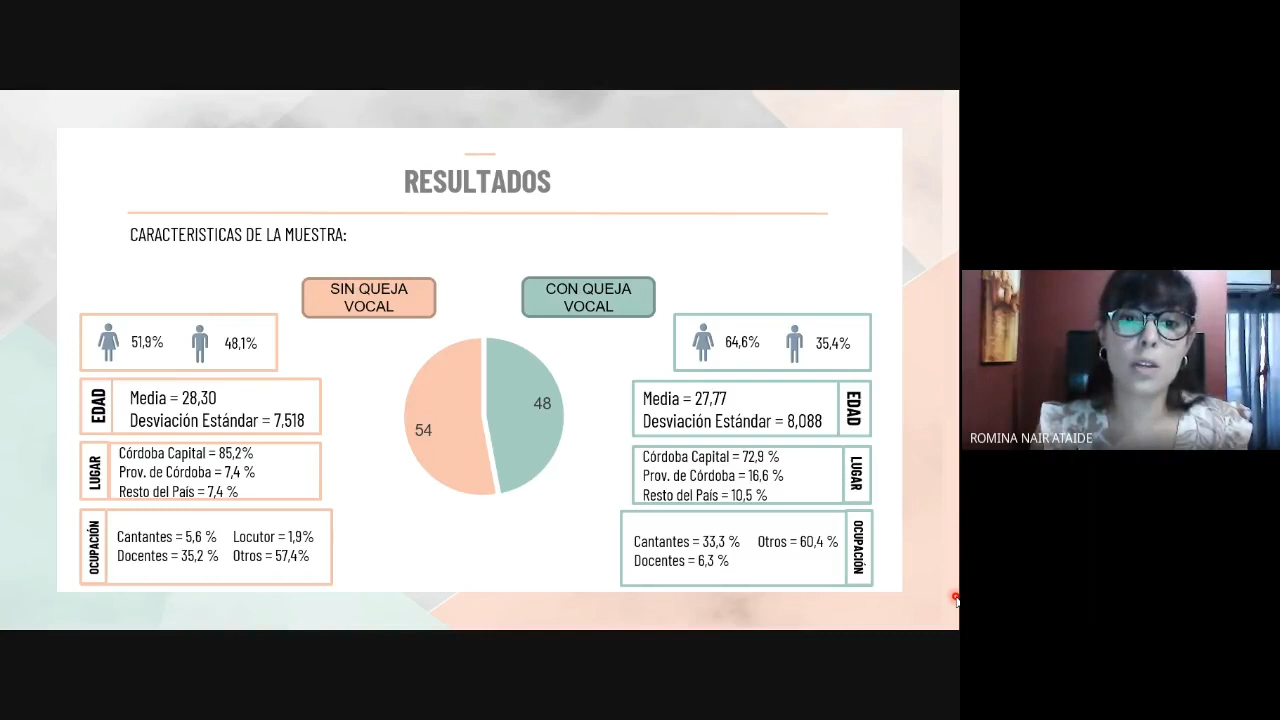 RESULTADOS
CARACTERISTICAS DE LA MUESTRA:
SIN QUEJA
VOCAL
CON QUEJA
VOCAL
51,9%
48,1%
64,6%
35,4%
EDAD
Media = 28,30
Desviación Estándar = 7,518
Media = 27,77
Desviación Estándar = 8,088
EDAD
54
48
LUGAR
Córdoba Capital = 85,2%
Prov. de Córdoba = 7,4 %
Resto del País = 7,4 %
Córdoba Capital = 72,9 %
Prov. de Córdoba = 16,6 %
Resto del País = 10,5 %
LUGAR
OCUPACIÓN
Cantantes = 5,6 % Locutor = 1,9%
Docentes = 35,2 % Otros = 57,4%
Cantantes = 33,3 % Otros = 60,4 %
Docentes = 6,3 %
OCUPACIÓN
ROMINA NAIR ATAIDE